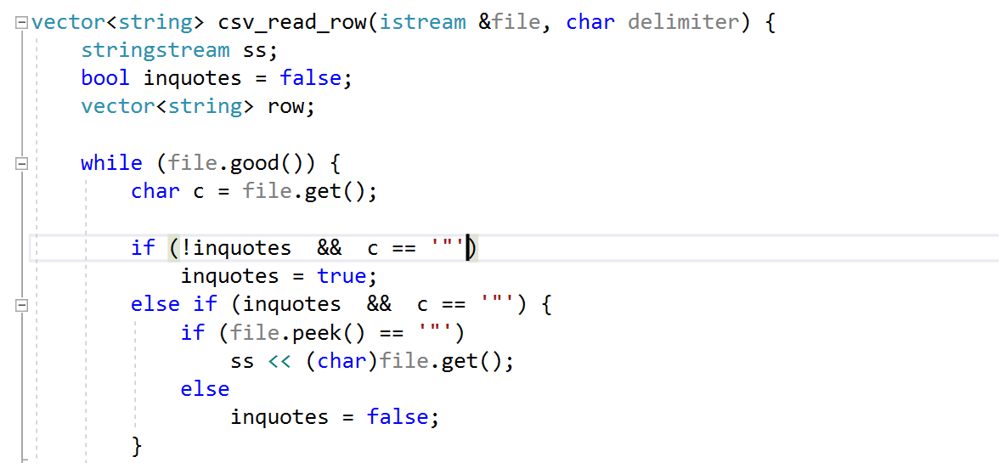 vector<string> csv_read_row(istream &file, char delimiter) {
    stringstream ss;
    bool inquotes = false;
    vector<string> row;

    while (file.good()) {
        char c = file.get();

        if (!inquotes  &&  c == '"')
            inquotes = true;
        else if (inquotes  &&  c == '"') {
            if (file.peek() == '"')
                ss << (char)file.get();
            else
                inquotes = false;
        }